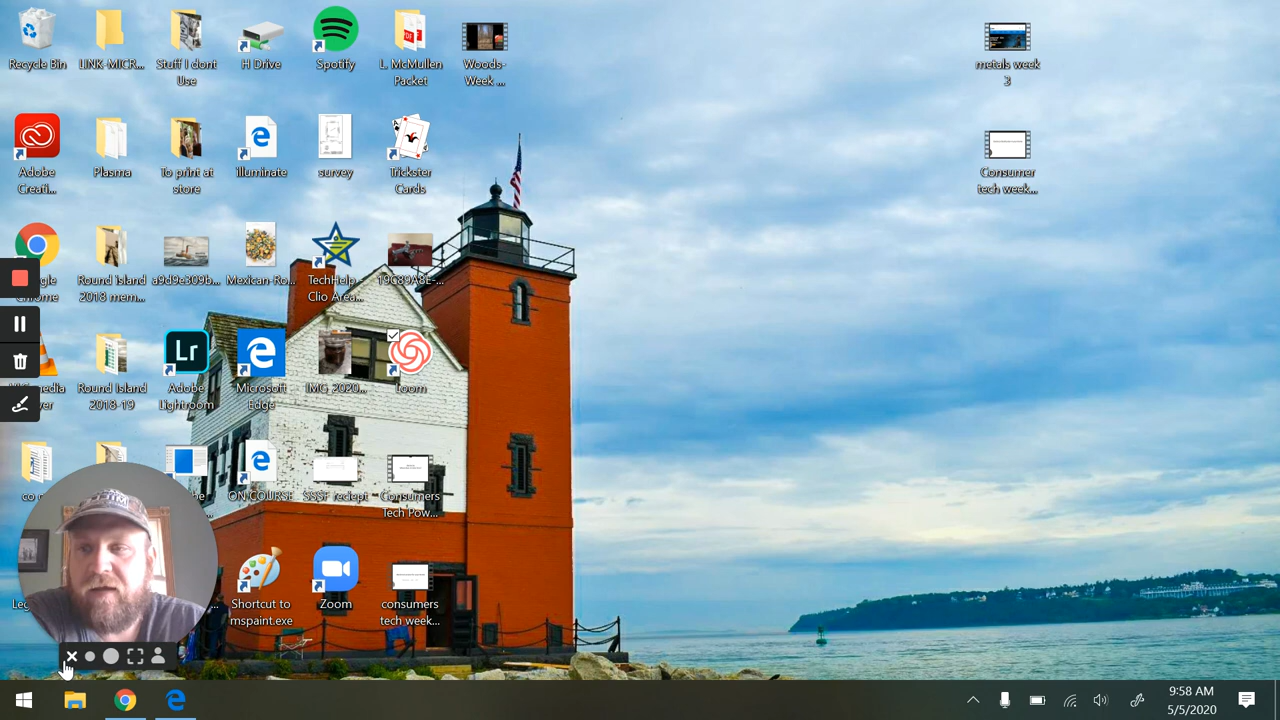 Recycle Bin
LINK-MICR...
Stuff I dont
Use
H Drive
Spotify
L. McMullen
Packet
Woods-
Week ...
metals week
3
Adobe
Creati...
Plasma
To print at
store
illuminate
survey
Trickster
Cards
Consumer
tech week...
Chrome
Round island
2018 mem...
a9d9e309b...
Mexican-Ro...
TechHelp -
Clio Area...
19C89A8E-...
Round Island
2018-19
Lr
Adobe
Lightroom
Microsoft
Edge
IMG_2020...
Loom
ON COURSE
SSSF reciept
Consumers
Tech Pow...
Shortcut to
mspaint.exe
Zoom
consumers
tech week...
9:58 AM
5/5/2020